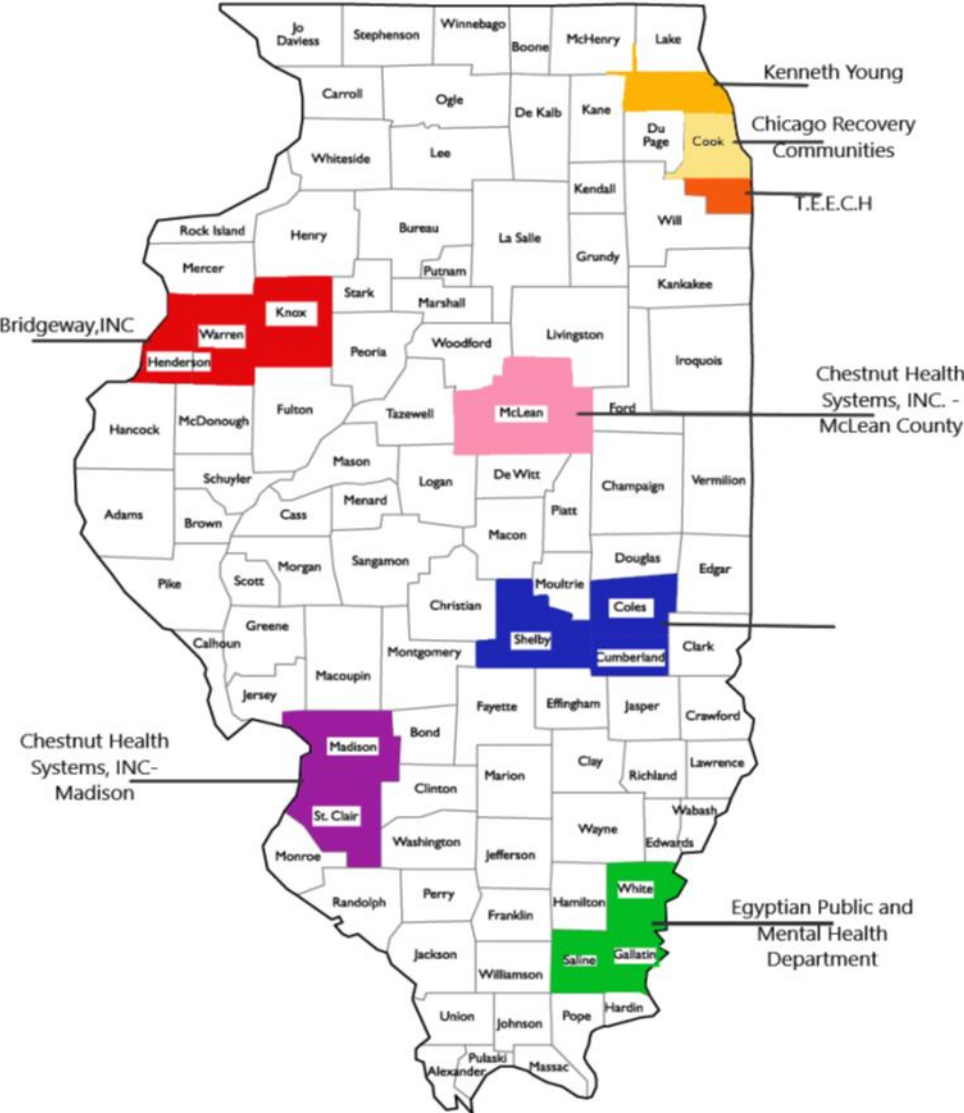 Jo
Daviess
Stephenson
Winnebago
Boone
McHenry
Lake
Kenneth Young
Carroll
Ogle
De Kalb
Kane
Du
Page
Cook
Chicago Recovery
Communities
Whiteside
Lee
Kendall
T.E.E.C.H
Will
Rock Island
Henry
Bureau
La Salle
Grundy
Mercer
Putnam
Kankakee
Stark
Marshall
Knox
Bridgeway,INC
Warren
Henderson
Peoria
Woodford
Livingston
Iroquois
Chestnut Health
Systems, INC. -
McLean County
Hancock
McDonough
Fulton
Tazewell
McLean
Ford
Mason
Schuyler
Logan
De Witt
Champaign
Vermilion
Adams
Brown
Cass
Menard
Piatt
Macon
Pike
Scott
Morgan
Sangamon
Douglas
Edgar
Moultrie
Christian
Coles
Shelby
Cumberland
Clark
Calhoun
Greene
Montgomery
Macoupin
Jersey
Fayette
Effingham
Jasper
Crawford
Chestnut Health
Systems, INC-
Madison
Madison
Bond
Clinton
Marion
Clay
Richland
Lawrence
St. Clair
Wabash
Monroe
Washington
Jefferson
Wayne
Edwards
Randolph
Perry
Franklin
Hamilton
White
Egyptian Public and
Mental Health
Department
Jackson
Williamson
Saline
Gallatin
Union
Johnson
Pope
Hardin
Pulaski
Alexander
Massac